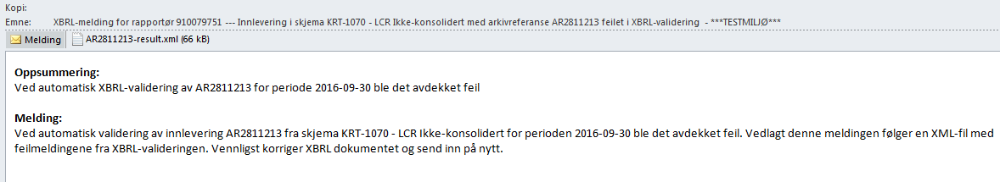 Kopi:
Emne: XBRL-melding for rapportør 910079751 --- Innlevering i skjema KRT-1070 - LCR Ikke-konsolidert med arkivreferanse AR2811213 feilet i XBRL-validering - ***TESTMILJØ***
Melding AR2811213-result.xml (66 kB)
Oppsummering:
Ved automatisk XBRL-validering av AR2811213 for periode 2016-09-30 ble det avdekket feil
Melding:
Ved automatisk validering av innlevering AR2811213 fra skjema KRT-1070 - LCR Ikke-konsolidert for perioden 2016-09-30 ble det avdekket feil. Vedlagt denne meldingen følger en XML-fil med
feilmeldingene fra XBRL-valideringen. Vennligst korriger XBRL dokumentet og send inn på nytt.